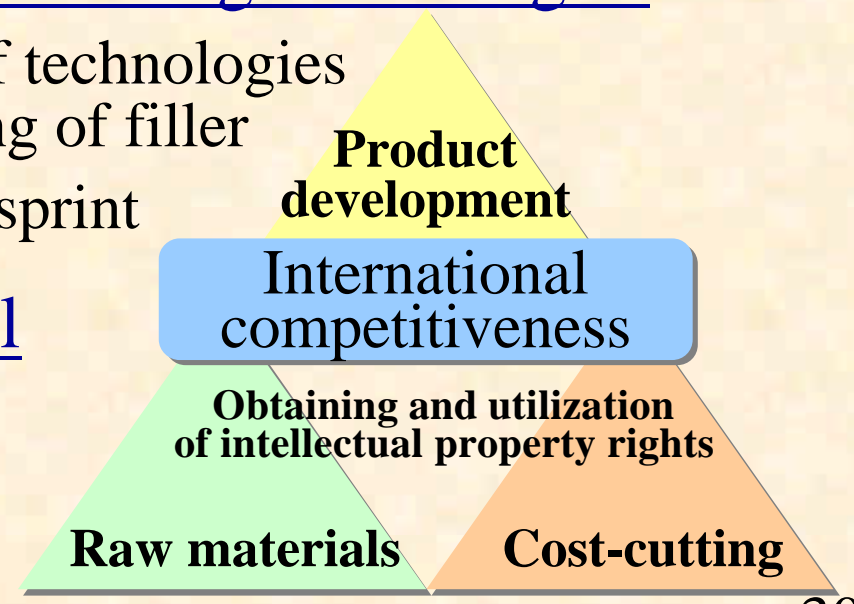 f technologies
g of filler
sprint
l
Product
development
International
competitiveness
Obtaining and utilization
of intellectual property rights
Raw materials
Cost-cutting